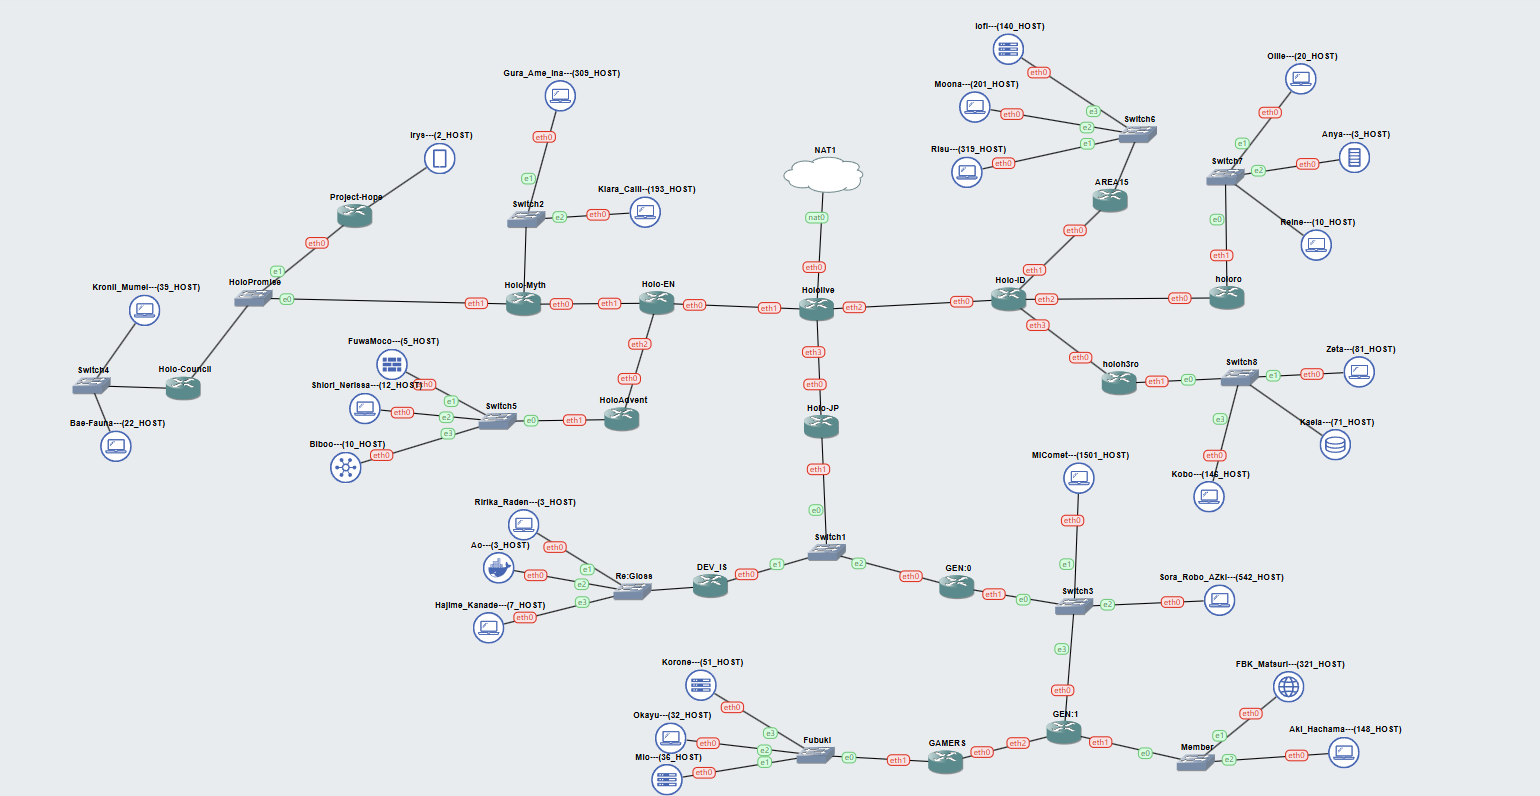 Iofi---(140_HOST)
eth0
Moona---(201_HOST)
eth0
Risu---(319_HOST)
eth0
e3
e2
e1
Switch6
AREA15
eth0
eth1
Ollie---(20_HOST)
eth0
Anya---(3_HOST)
eth0
e1
e2
Switch7
Reine---(10_HOST)
e0
eth1
holoro
eth0
Gura_Ame_Ina---(309_HOST)
eth0
e1
Kiara_Calli---(133_HOST)
eth0
e2
Switch2
Irys---(2_HOST)
Project-Hope
eth0
e1
HoloPromise
e0
NAT1
nat0
eth0
Kronii_Mumei---(39_HOST)
eth1
Holo-Myth
eth0
eth1
Holo-EN
eth0
eth1
Hololive
eth2
eth0
Holo-ID
eth2
eth3
Switch4
Holo-Council
Bae-Fauna---(22_HOST)
FuwaMoco---(5_HOST)
eth0
Shiori_Nerissa---(12_HOST)
eth0
Biboo---(10_HOST)
eth0
e1
e2
e3
Switch5
e0
eth1
HoloAdvent
eth0
eth2
eth3
eth0
Holo-JP
eth1
e0
eth0
holoh3ro
eth1
e0
Switch8
e1
eth0
Zeta---(81_HOST)
Kaela---(71_HOST)
e3
eth0
Kobo---(146_HOST)
MiComet---(1501_HOST)
eth0
e1
Ririka_Raden---(3_HOST)
eth0
Ao---(3_HOST)
eth0
Hajime_Kanade---(7_HOST)
eth0
e1
e2
e3
Re:Gloss
DEV_IS
eth0
e1
Switch1
e2
eth0
GEN:0
eth1
e0
Switch3
e2
eth0
Sora_Robo_AZki---(542_HOST)
e3
eth0
GEN:1
eth2
eth1
Korone---(51_HOST)
eth0
Okayu---(32_HOST)
eth0
Mio---(36_HOST)
eth0
e3
e2
e1
Fubuki
e0
eth1
GAMERS
eth0
e0
Member
e1
e2
eth0
FBK_Matsuri---(321_HOST)
eth0
Aki_Hachama---(148_HOST)